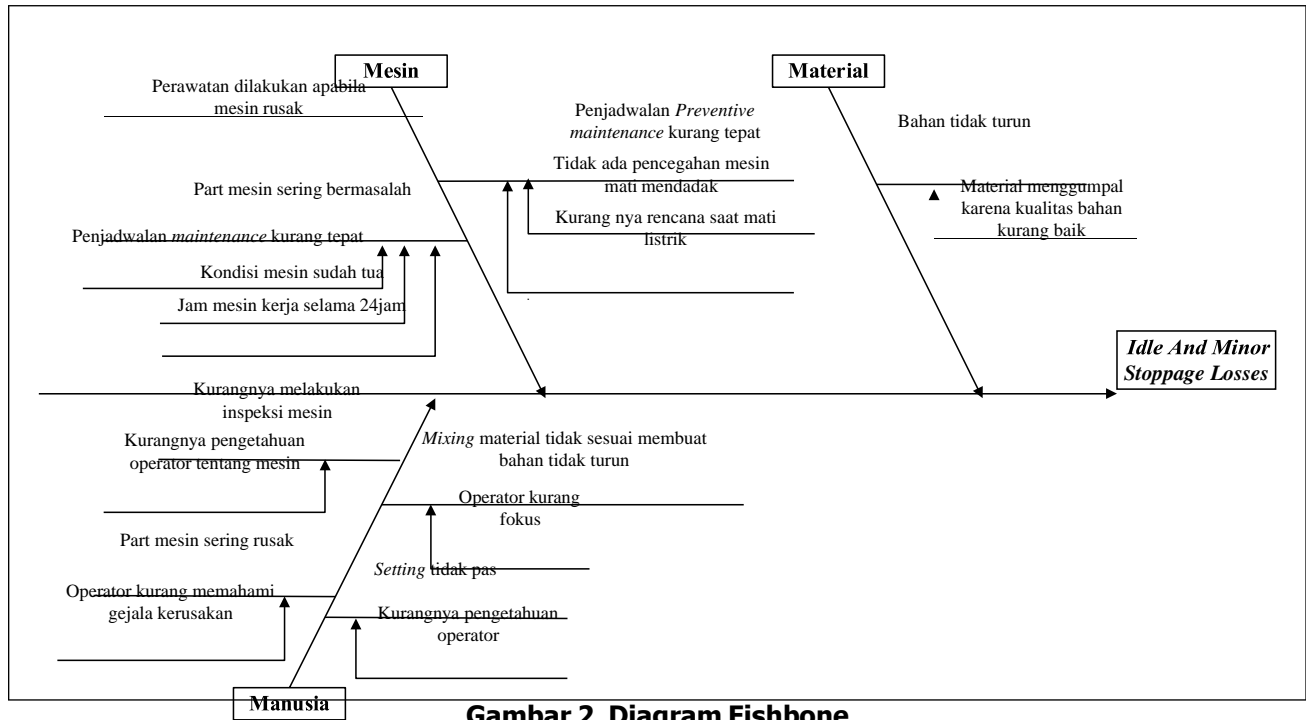 Mesin
Perawatan dilakukan apabila
mesin rusak
Part mesin sering bermasalah
Penjadwalan maintenance kurang tepat
Kondisi mesin sudah tua
Jam mesin kerja selama 24jam
Penjadwalan Preventive
maintenance kurang tepat
Tidak ada pencegahan mesin
mati mendadak
Kurang nya rencana saat mati
listrik
Material
Bahan tidak turun
Material menggumpal
karena kualitas bahan
kurang baik
Idle And Minor
Stoppage Losses
Kurangnya melakukan
inspeksi mesin
Kurangnya pengetahuan
operator tentang mesin
Part mesin sering rusak
Operator kurang memahami
gejala kerusakan
Mixing material tidak sesuai membuat
bahan tidak turun
Operator kurang
fokus
Setting tidak pas
Kurangnya pengetahuan
operator
Manusia
Gambar 2. Diagram Fishbone